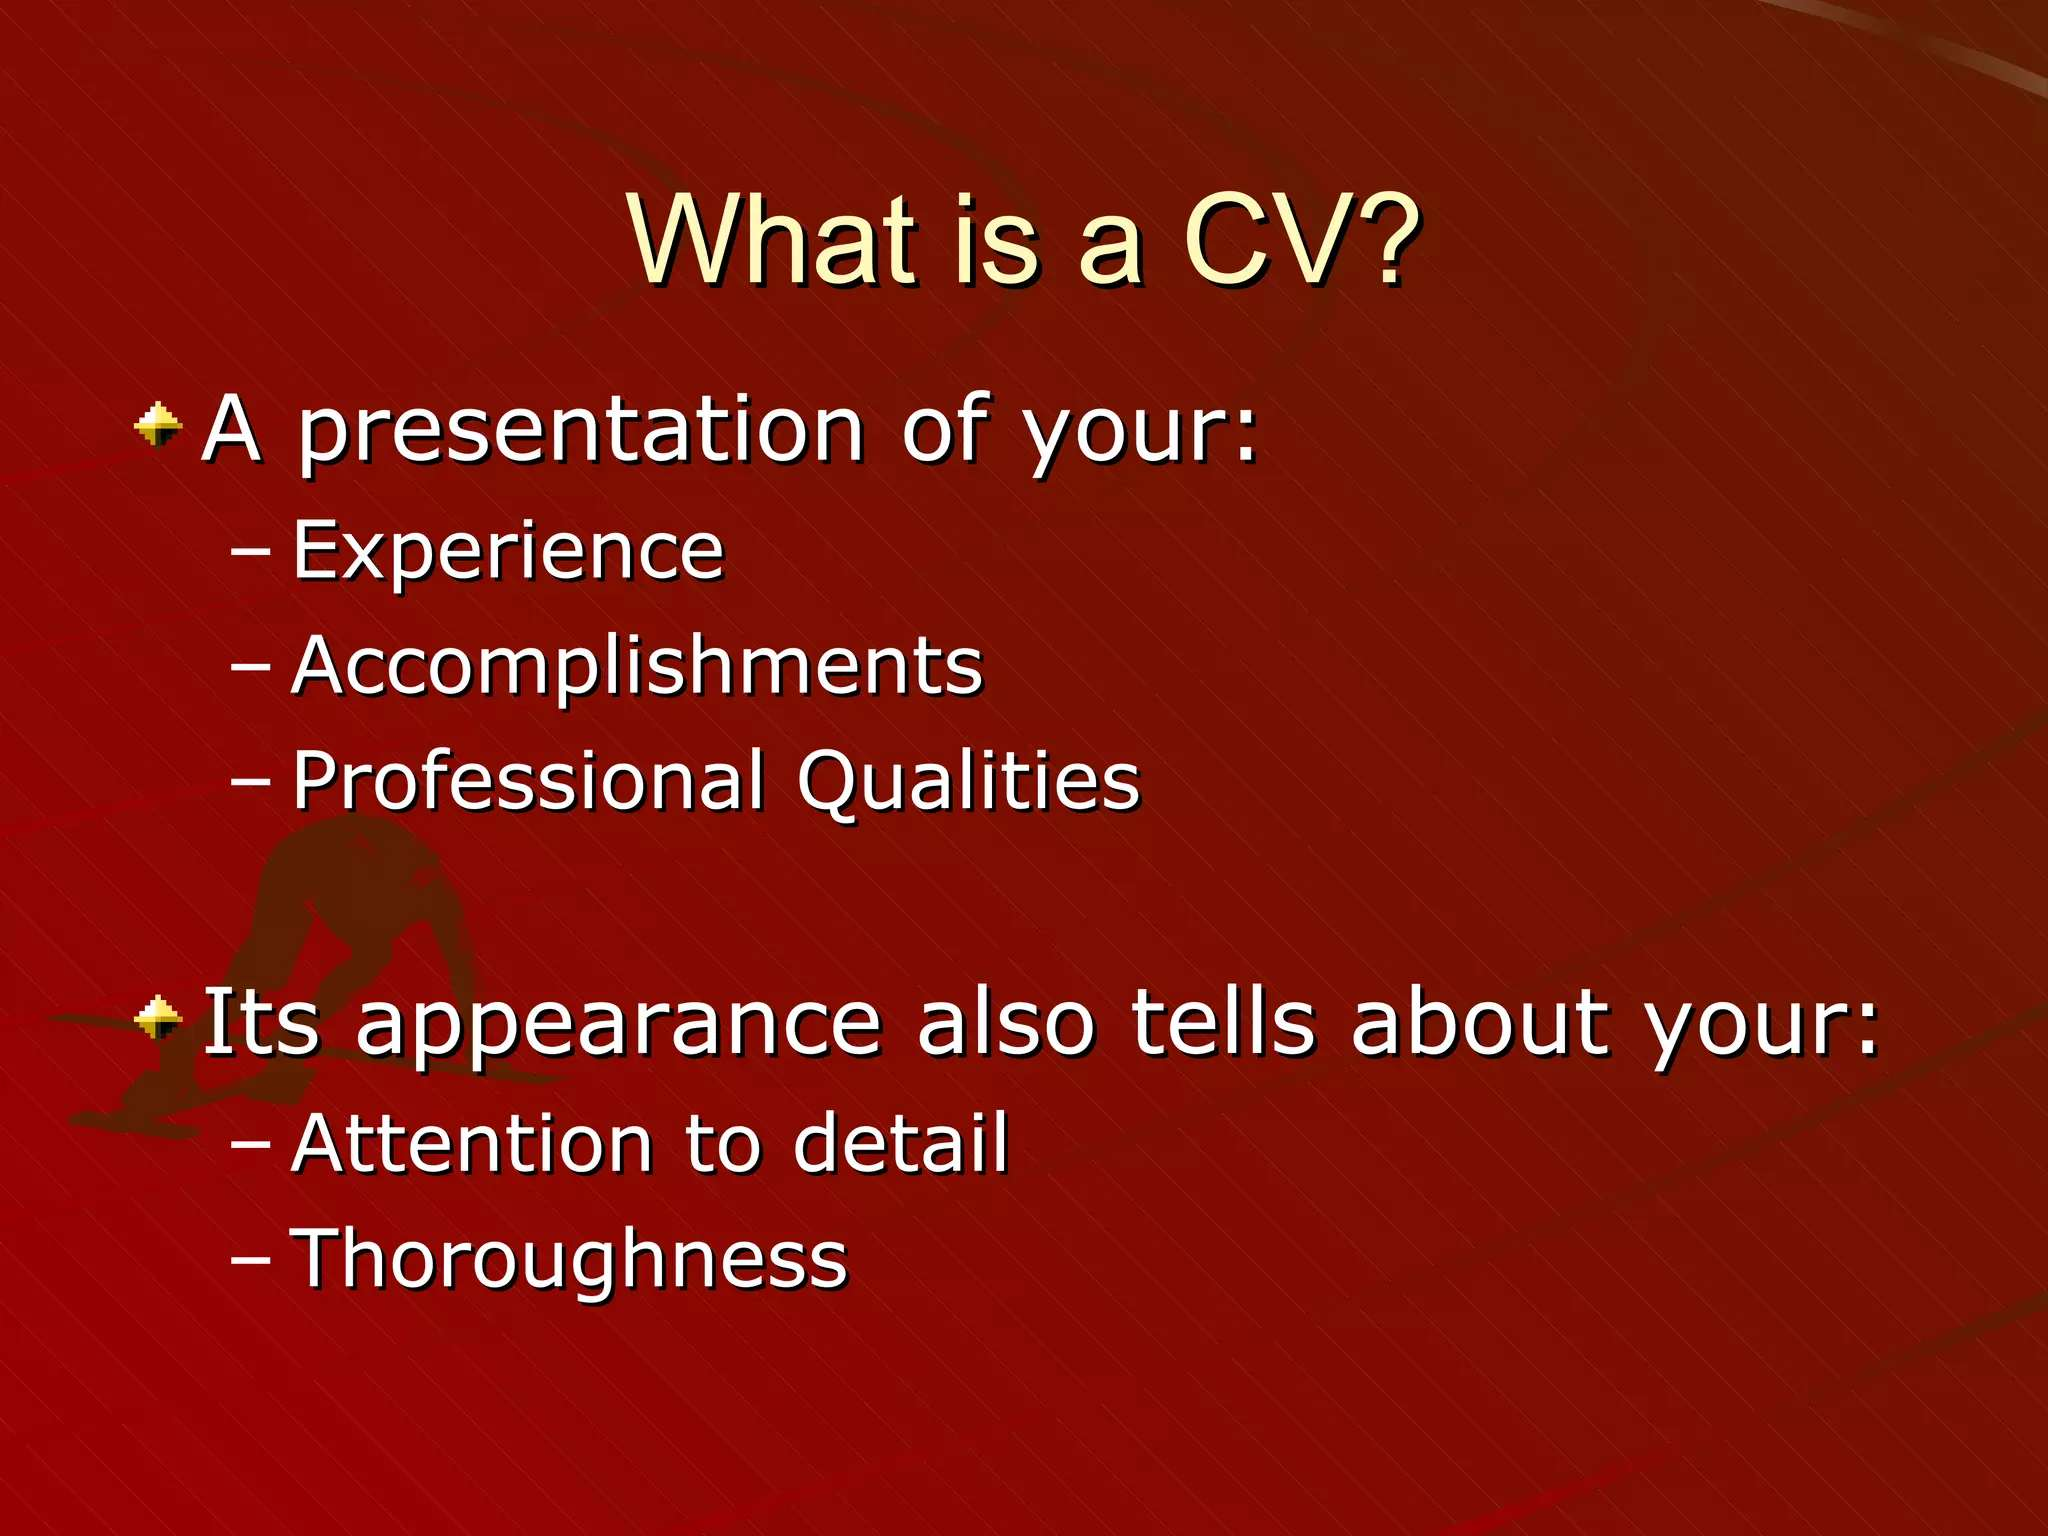 What is a CV?
A presentation of your:
– Experience
– Accomplishments
– Professional Qualities
Its appearance also tells about your:
– Attention to detail
– Thoroughness